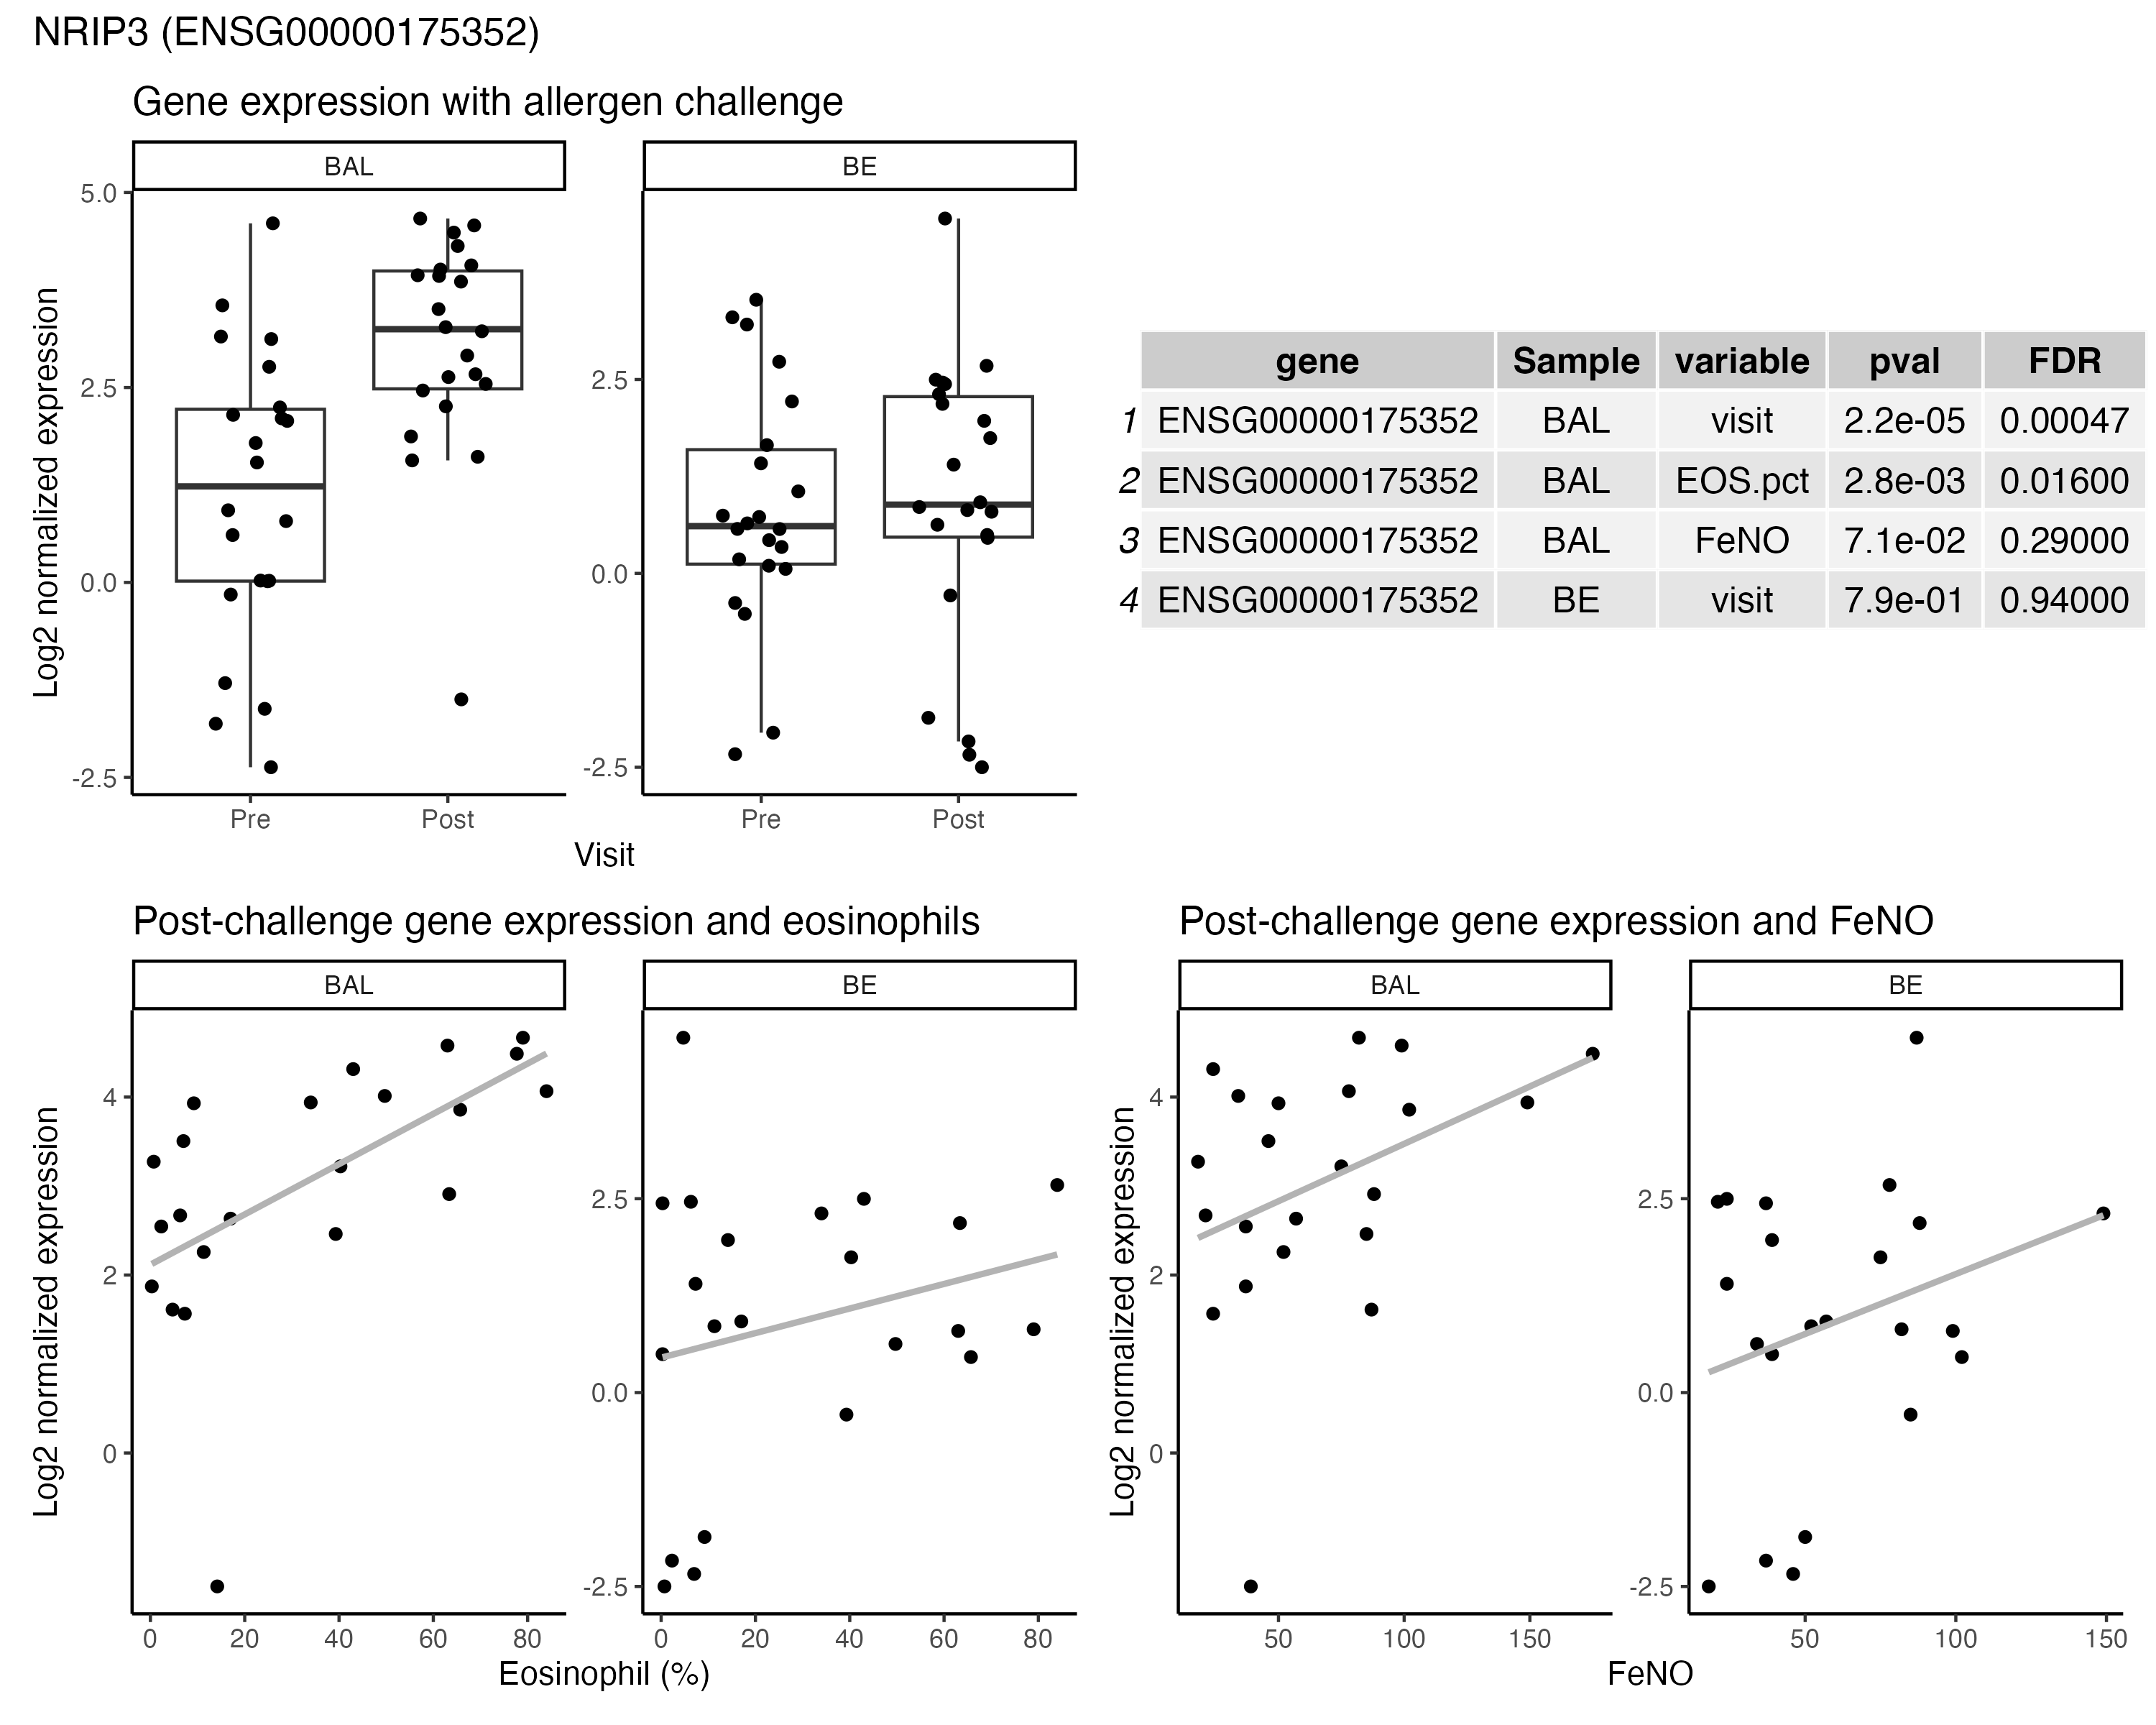 NRIP3 (ENSG00000175352)
Gene expression with allergen challenge
BAL
BE
Log2 normalized expression
5.0
2.5
0.0
-2.5
2.5
0.0
-2.5
Pre
Post
Pre
Post
Visit
gene Sample variable pval FDR
1 ENSG00000175352 BAL visit 2.2e-05 0.00047
2 ENSG00000175352 BAL EOS.pct 2.8e-03 0.01600
3 ENSG00000175352 BAL FeNO 7.1e-02 0.29000
4 ENSG00000175352 BE visit 7.9e-01 0.94000
Post-challenge gene expression and eosinophils
BAL
BE
Log2 normalized expression
4
2
0
2.5
0.0
-2.5
0 20 40 60 80
0 20 40 60 80
Eosinophil (%)
Post-challenge gene expression and FeNO
BAL
BE
Log2 normalized expression
4
2
0
2.5
0.0
-2.5
50 100 150
50 100 150
FeNO